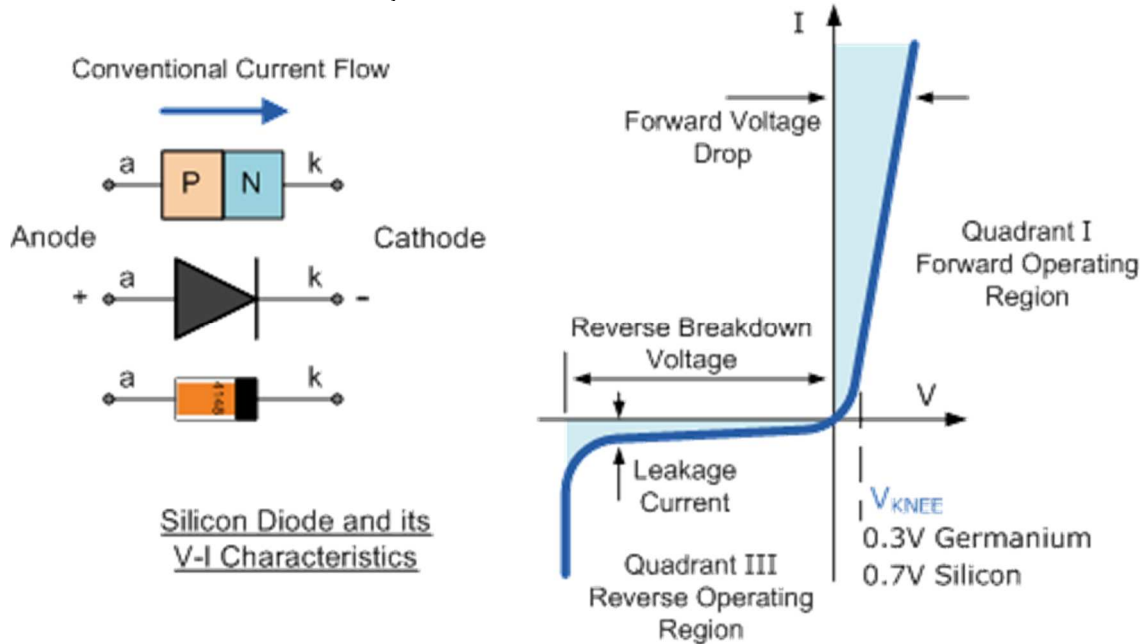 Conventional Current Flow
a
P N
k
Anode
Cathode
+
a
k
-
a
4148
k
Silicon Diode and its
V-I Characteristics
I
Forward Voltage
Drop
Quadrant I
Forward Operating
Region
Reverse Breakdown
Voltage
V
Leakage
Current
VKNEE
0.3V Germanium
0.7V Silicon
Quadrant III
Reverse Operating
Region